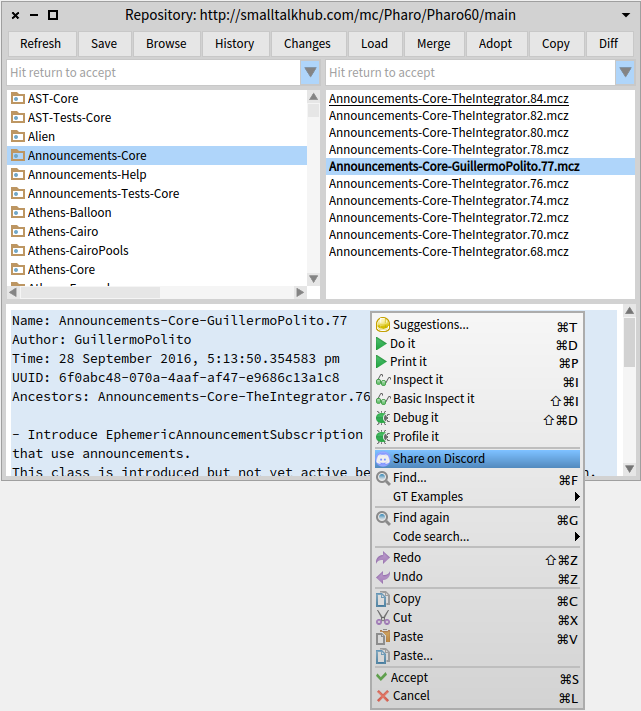 Repository: http://smalltalkhub.com/mc/Pharo/Pharo60/main
Refresh Save Browse History Changes Load Merge Adopt Copy Diff
Hit return to accept
Hit return to accept
AST-Core
AST-Tests-Core
Alien
Announcements-Core
Announcements-Help
Announcements-Tests-Core
Athens-Balloon
Athens-Cairo
Athens-CairoPools
Athens-Core
Announcements-Core-TheIntegrator.84.mcz
Announcements-Core-TheIntegrator.82.mcz
Announcements-Core-TheIntegrator.80.mcz
Announcements-Core-TheIntegrator.78.mcz
Announcements-Core-GuillermoPolito.77.mcz
Announcements-Core-TheIntegrator.76.mcz
Announcements-Core-TheIntegrator.74.mcz
Announcements-Core-TheIntegrator.72.mcz
Announcements-Core-TheIntegrator.70.mcz
Announcements-Core-TheIntegrator.68.mcz
Name: Announcements-Core-GuillermoPolito.77
Author: GuillermoPolito
Time: 28 September 2016, 5:13:50.354583 pm
UUID: 6f0abc48-070a-4aaf-af47-e9686c13a1c8
Ancestors: Announcements-Core-TheIntegrator.76
- Introduce EphemericAnnouncementSubscription
that use announcements.
This class is introduced but not yet active
Suggestions... ⌘T
Do it ⌘D
Print it ⌘P
Inspect it ⌘I
Basic Inspect it ⇧⌘I
Debug it ⇧⌘D
Profile it
Share on Discord
Find... ⌘F
GT Examples
Find again ⌘G
Code search...
Redo ⇧⌘Z
Undo ⌘Z
Copy ⌘C
Cut ⌘X
Paste ⌘V
Paste...
Accept ⌘S
Cancel ⌘L